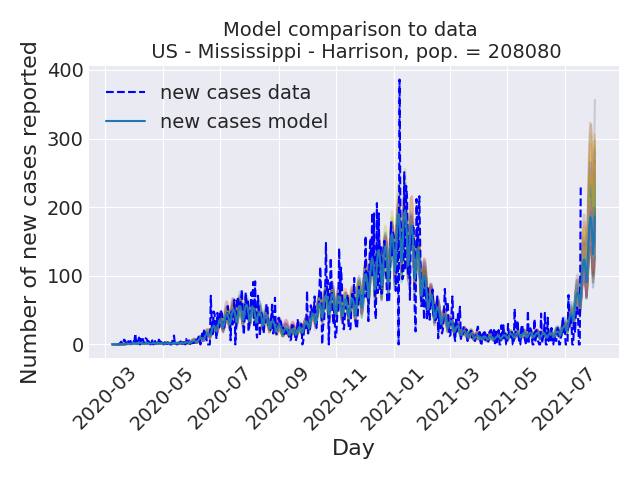 Model comparison to data
US - Mississippi - Harrison, pop. = 208080
Number of new cases reported
400
300
200
100
0
new cases data
new cases model
2020-03
2020-05
2020-07
2020-09
2020-11
2021-01
2021-03
2021-05
2021-07
Day